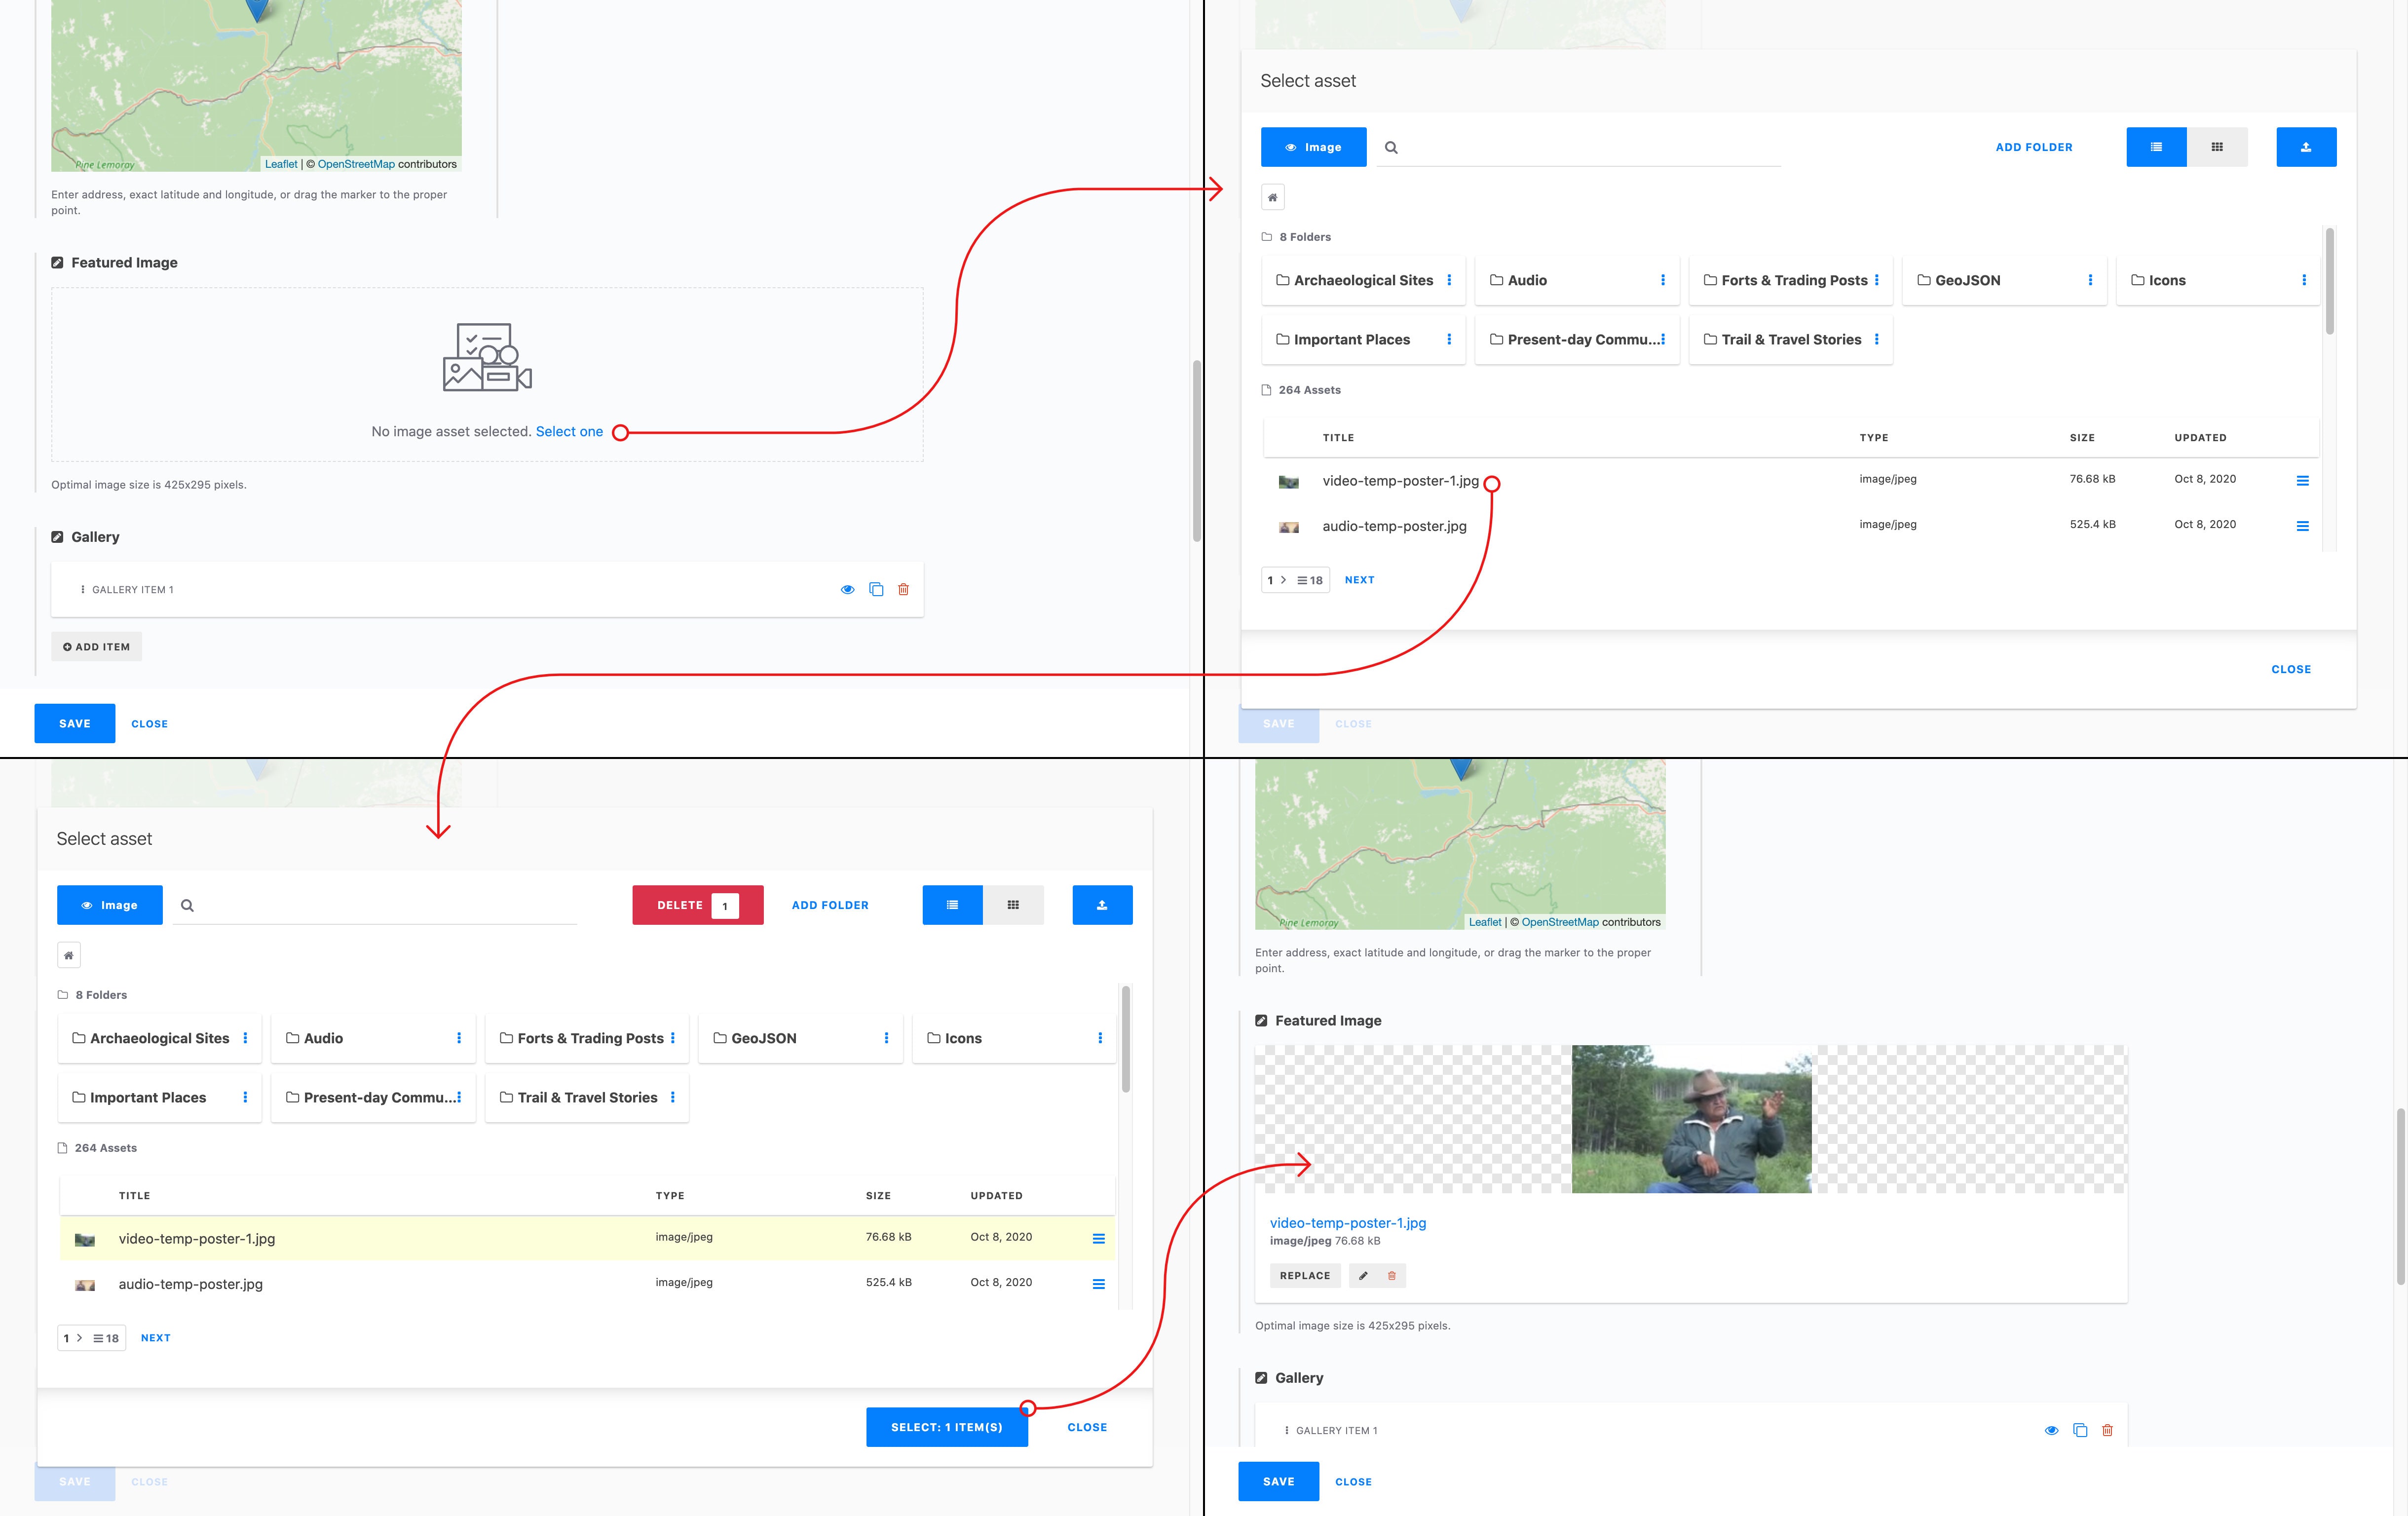 Pine Lemoray
Leaflet | © OpenStreetMap contributors
Enter address, exact latitude and longitude, or drag the marker to the proper
point.
Featured Image
No image asset selected. Select one
Optimal image size is 425x295 pixels.
Gallery
GALLERY ITEM 1
ADD ITEM
SAVE
CLOSE
Select asset
Image
ADD FOLDER
8 Folders
Archaeological Sites
Audio
Forts & Trading Posts
GeoJSON
Icons
Important Places
Present-day Commu...
Trail & Travel Stories
264 Assets
TITLE TYPE SIZE UPDATED
video-temp-poster-1.jpg image/jpeg 76.68 kB Oct 8, 2020
audio-temp-poster.jpg image/jpeg 525.4 kB Oct 8, 2020
1 18 NEXT
CLOSE
SAVE
CLOSE
Select asset
Image
DELETE 1
ADD FOLDER
8 Folders
Archaeological Sites
Audio
Forts & Trading Posts
GeoJSON
Icons
Important Places
Present-day Commu...
Trail & Travel Stories
264 Assets
TITLE TYPE SIZE UPDATED
video-temp-poster-1.jpg image/jpeg 76.68 kB Oct 8, 2020
audio-temp-poster.jpg image/jpeg 525.4 kB Oct 8, 2020
1 18 NEXT
SELECT: 1 ITEM(S)
CLOSE
SAVE
CLOSE
Pine Lemoray
Leaflet | © OpenStreetMap contributors
Enter address, exact latitude and longitude, or drag the marker to the proper
point.
Featured Image
video-temp-poster-1.jpg
image/jpeg 76.68 kB
REPLACE
Optimal image size is 425x295 pixels.
Gallery
GALLERY ITEM 1
SAVE
CLOSE